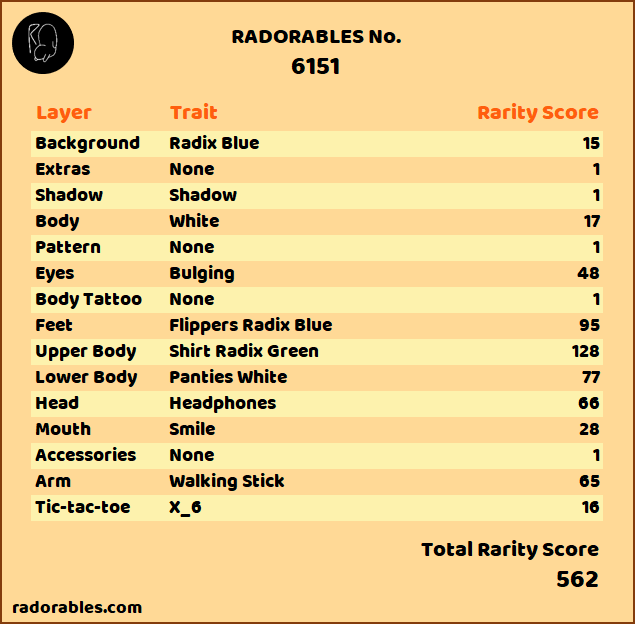 RADORABLES No.
6151
Layer Trait Rarity Score
Background Radix Blue 15
Extras None 1
Shadow Shadow 1
Body White 17
Pattern None 1
Eyes Bulging 48
Body Tattoo None 1
Feet Flippers Radix Blue 95
Upper Body Shirt Radix Green 128
Lower Body Panties White 77
Head Headphones 66
Mouth Smile 28
Accessories None 1
Arm Walking Stick 65
Tic-tac-toe X_6 16
Total Rarity Score
562
radorables.com